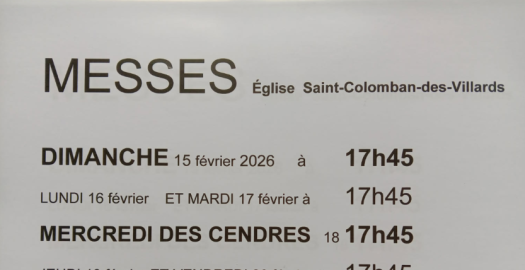 MESSES Église Saint-Colomban-des-Villards
DIMANCHE 15 février 2026 à 17h45
LUNDI 16 février ET MARDI 17 février à 17h45
MERCREDI DES CENDRES 18 17h45